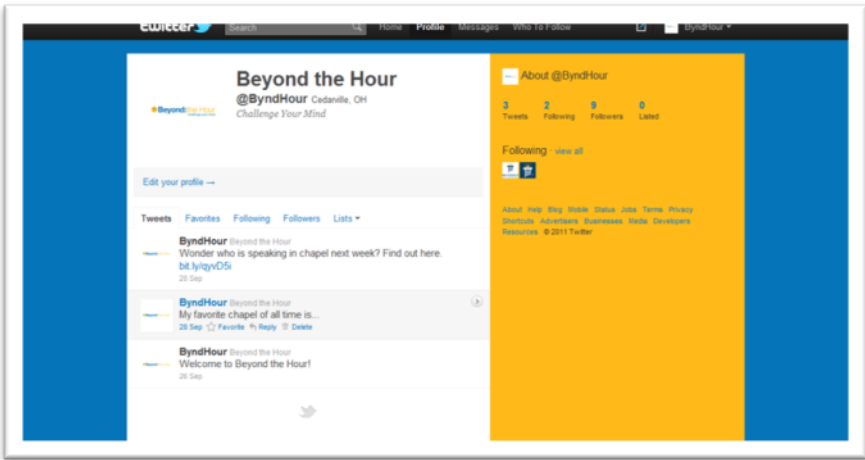 twitter Search Home Profile Messages Who To Follow ByndHour
Beyond the Hour
@ByndHour Cedarville, OH
Challenge Your Mind
Beyond the Hour
Edit your profile →
Tweets Favorites Following Followers Lists
ByndHour Beyond the Hour
Wonder who is speaking in chapel next week? Find out here.
bit.ly/qyvD5i
28 Sep
ByndHour Beyond the Hour
My favorite chapel of all time is...
28 Sep Favorite Reply Delete
ByndHour Beyond the Hour
Welcome to Beyond the Hour!
26 Sep
About @ByndHour
3 2 9 0
Tweets Following Followers Listed
Following · view all
About Help Blog Mobile Status Jobs Terms Privacy
Shortcuts Advertisers Businesses Media Developers
Resources © 2011 Twitter